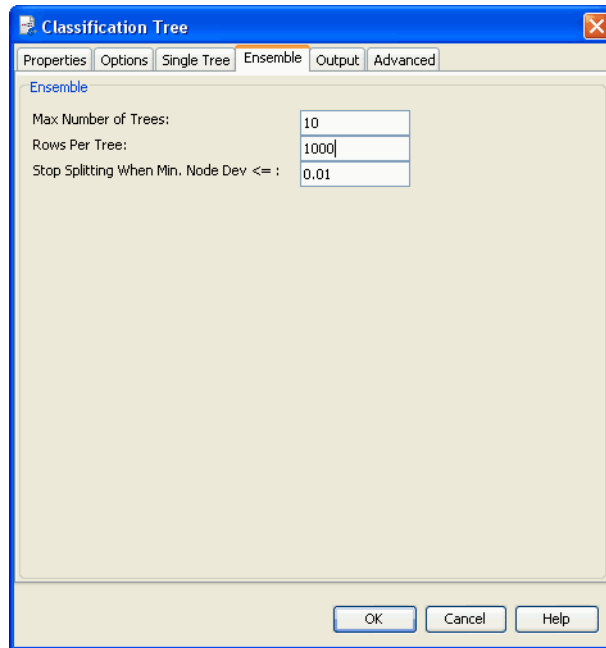 Classification Tree
Properties Options Single Tree Ensemble Output Advanced
Ensemble
Max Number of Trees: 10
Rows Per Tree: 1000
Stop Splitting When Min. Node Dev <= : 0.01
OK Cancel Help